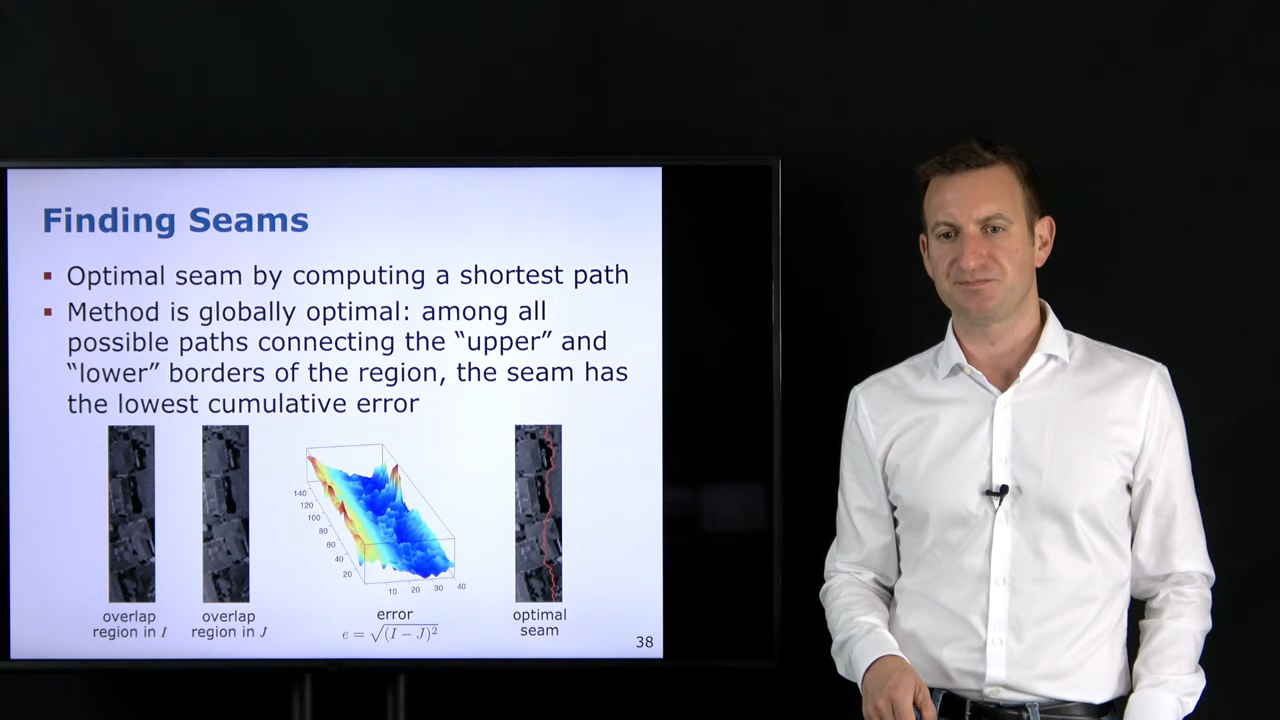 Finding Seams
▪ Optimal seam by computing a shortest path
▪ Method is globally optimal: among all
possible paths connecting the “upper” and
“lower” borders of the region, the seam has
the lowest cumulative error
140
120
100
80
60
40
20
10 20 30 40
overlap
region in I
overlap
region in J
error
e = √(I − J)²
optimal
seam
38